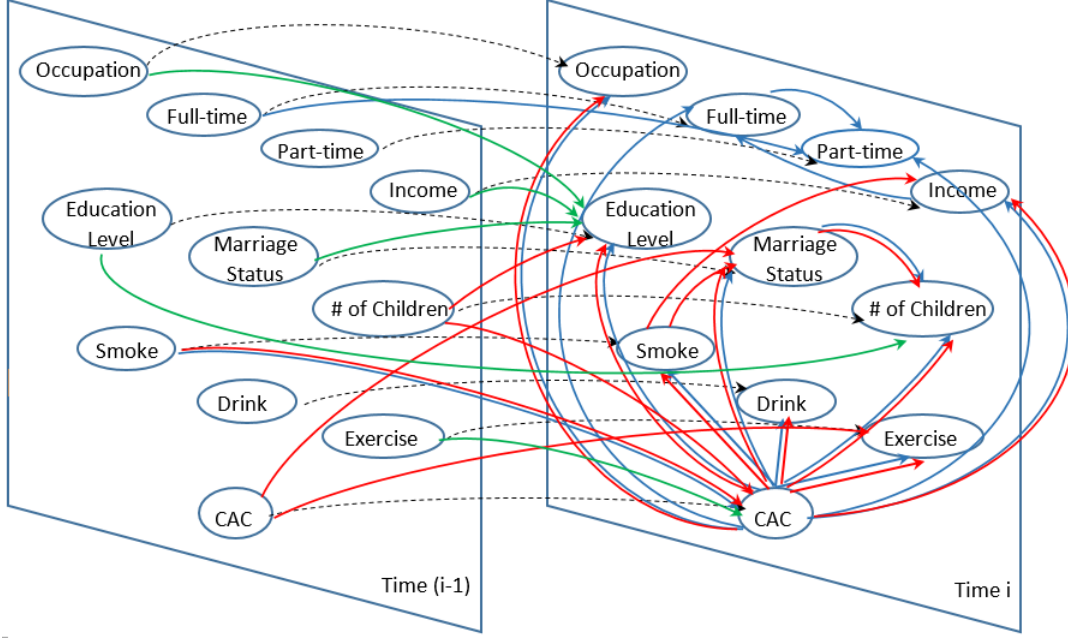 Occupation
Full-time
Part-time
Income
Education
Level
Marriage
Status
# of Children
Smoke
Drink
Exercise
CAC
Time (i-1)
Occupation
Full-time
Part-time
Income
Education
Level
Marriage
Status
# of Children
Smoke
Drink
Exercise
CAC
Time i